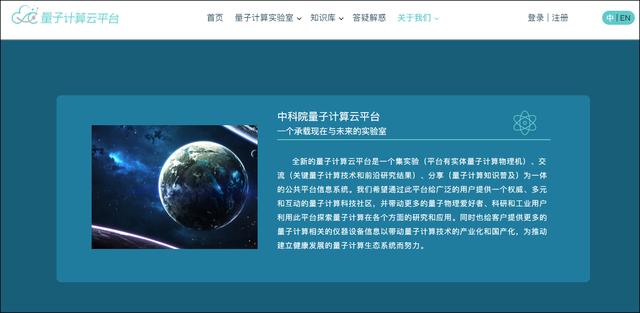 量子计算云平台 首页 量子计算实验室 知识库 答疑解惑 关于我们 登录 | 注册 中 | EN
中科院量子计算云平台
一个承载现在与未来的实验室
全新的量子计算云平台是一个集实验（平台有实体量子计算物理机）、交
流（关键量子计算技术和前沿研究结果）、分享（量子计算知识普及）为一体
的公共平台信息系统。我们希望通过此平台给广泛的用户提供一个权威、多元
和互动的量子计算科技社区，并带动更多的量子物理爱好者、科研和工业用户
利用此平台探索量子计算在各个方面的研究和应用。同时也给客户提供更多的
量子计算相关的仪器设备信息以带动量子计算技术的产业化和国产化，为推动
建立健康发展的量子计算生态系统而努力。